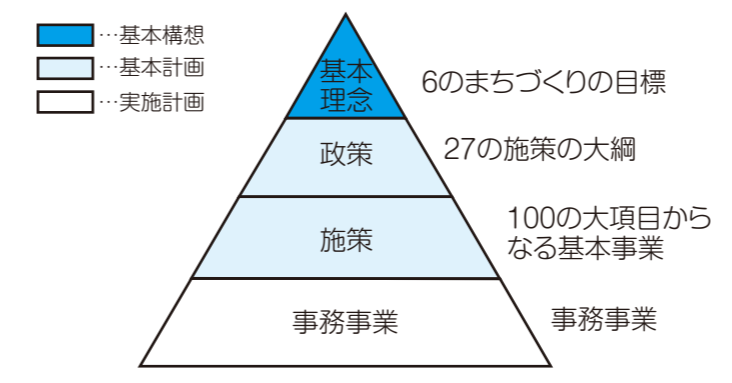 …基本構想
…基本計画
…実施計画
基本
理念
6のまちづくりの目標
政策
27の施策の大綱
施策
100の大項目から
なる基本事業
事務事業
事務事業